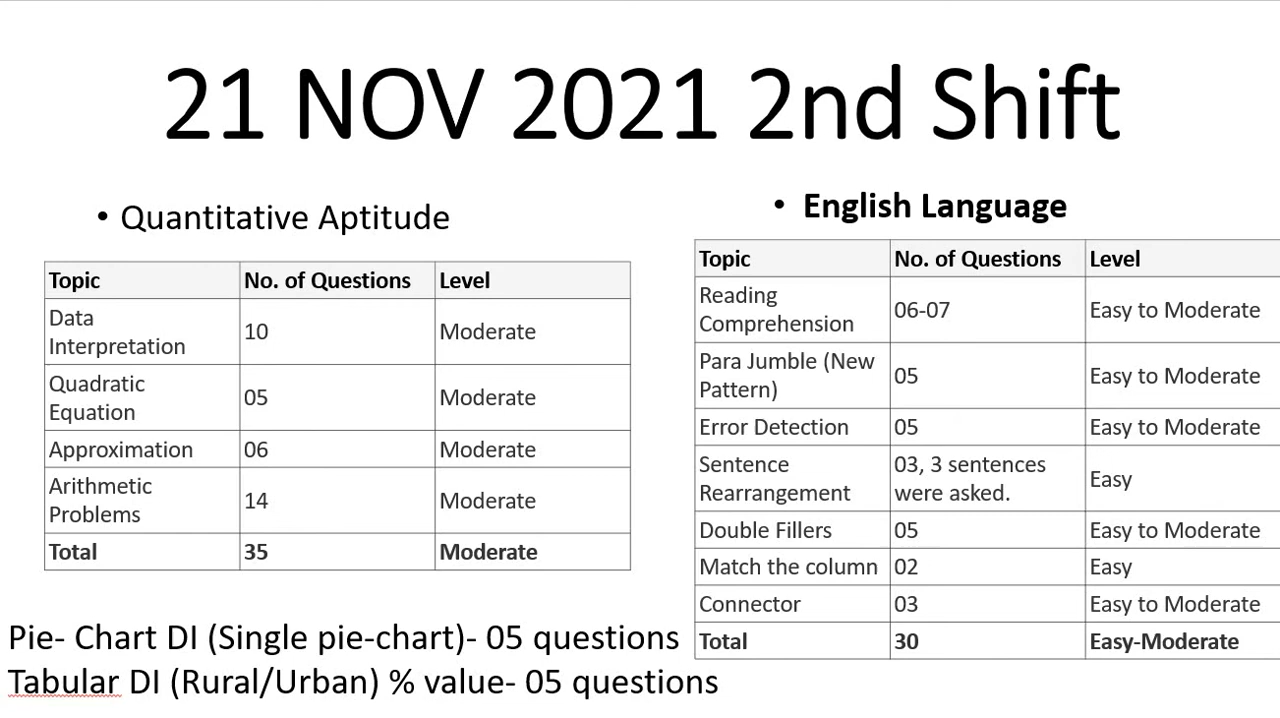 21 NOV 2021 2nd Shift
• Quantitative Aptitude
Topic No. of Questions Level
Data
Interpretation 10 Moderate
Quadratic
Equation 05 Moderate
Approximation 06 Moderate
Arithmetic
Problems 14 Moderate
Total 35 Moderate
Pie- Chart DI (Single pie-chart)- 05 questions
Tabular DI (Rural/Urban) % value- 05 questions
• English Language
Topic No. of Questions Level
Reading
Comprehension 06-07 Easy to Moderate
Para Jumble (New
Pattern) 05 Easy to Moderate
Error Detection 05 Easy to Moderate
Sentence 03, 3 sentences
Rearrangement were asked. Easy
Double Fillers 05 Easy to Moderate
Match the column 02 Easy
Connector 03 Easy to Moderate
Total 30 Easy-Moderate